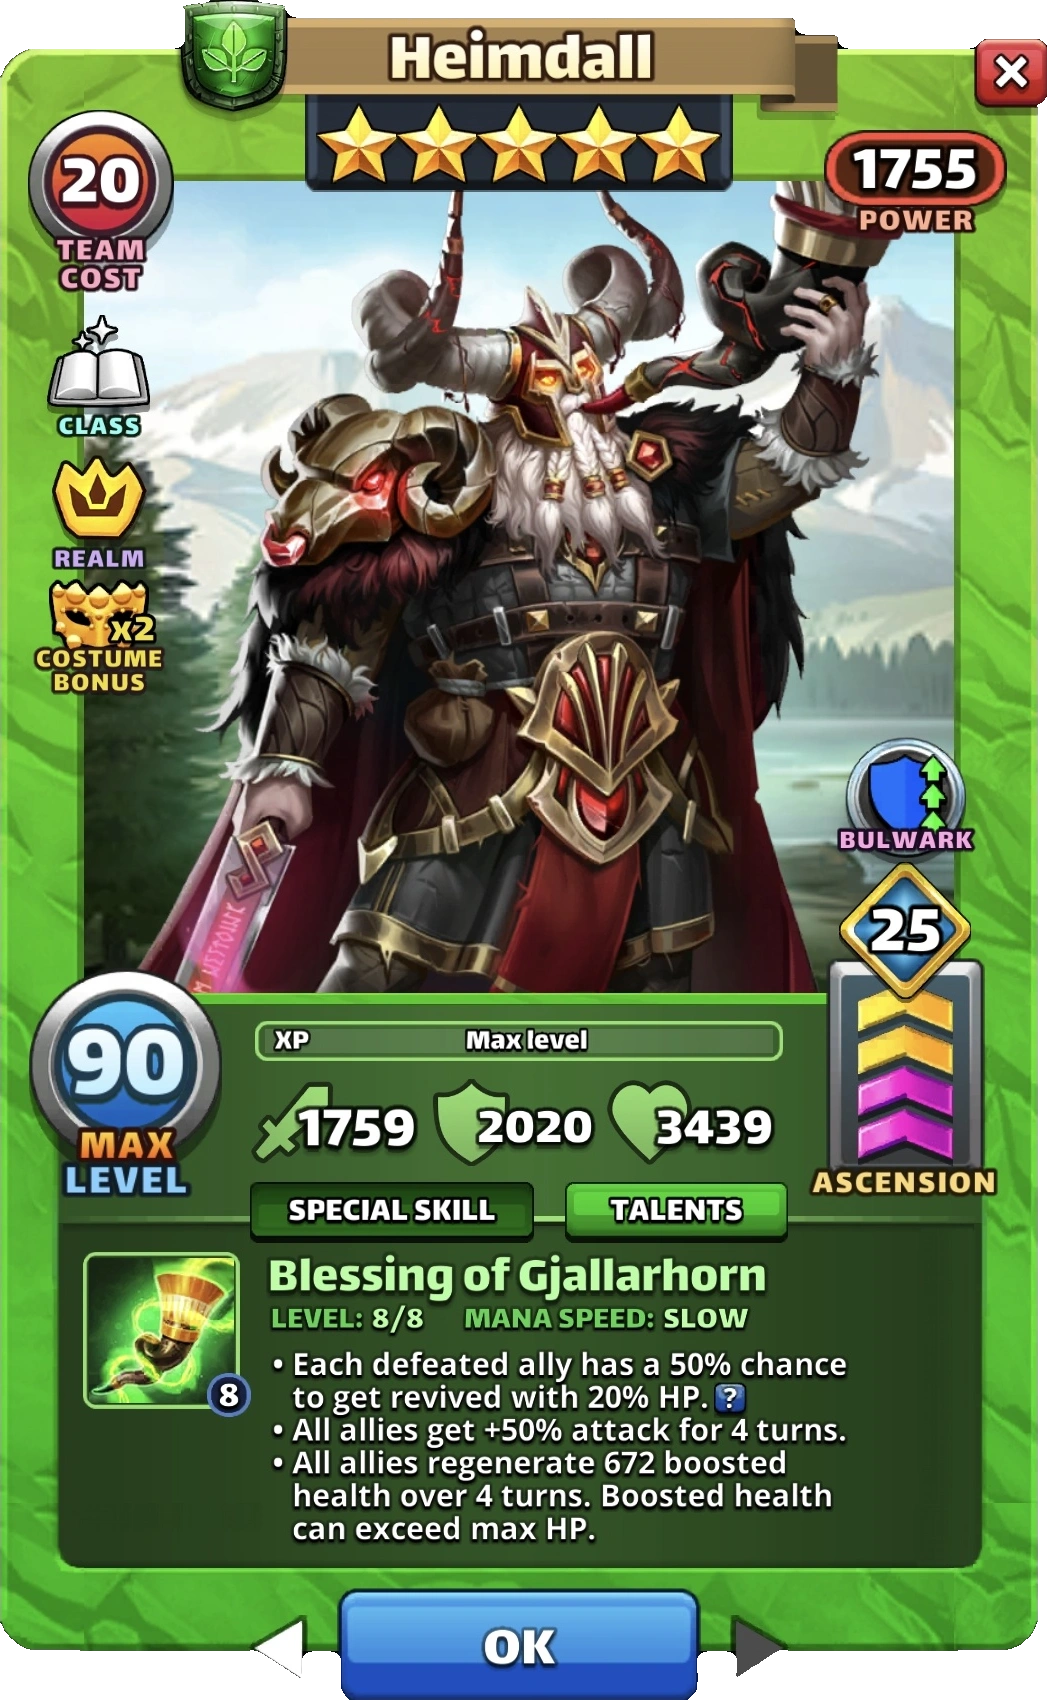 Heimdall
20
TEAM
COST
1755
POWER
CLASS
REALM
x2
COSTUME
BONUS
BULWARK
25
90
MAX
LEVEL
XP Max level
1759 2020 3439
ASCENSION
SPECIAL SKILL TALENTS
Blessing of Gjallarhorn
LEVEL: 8/8 MANA SPEED: SLOW
8
• Each defeated ally has a 50% chance
to get revived with 20% HP. ?
• All allies get +50% attack for 4 turns.
• All allies regenerate 672 boosted
health over 4 turns. Boosted health
can exceed max HP.
OK